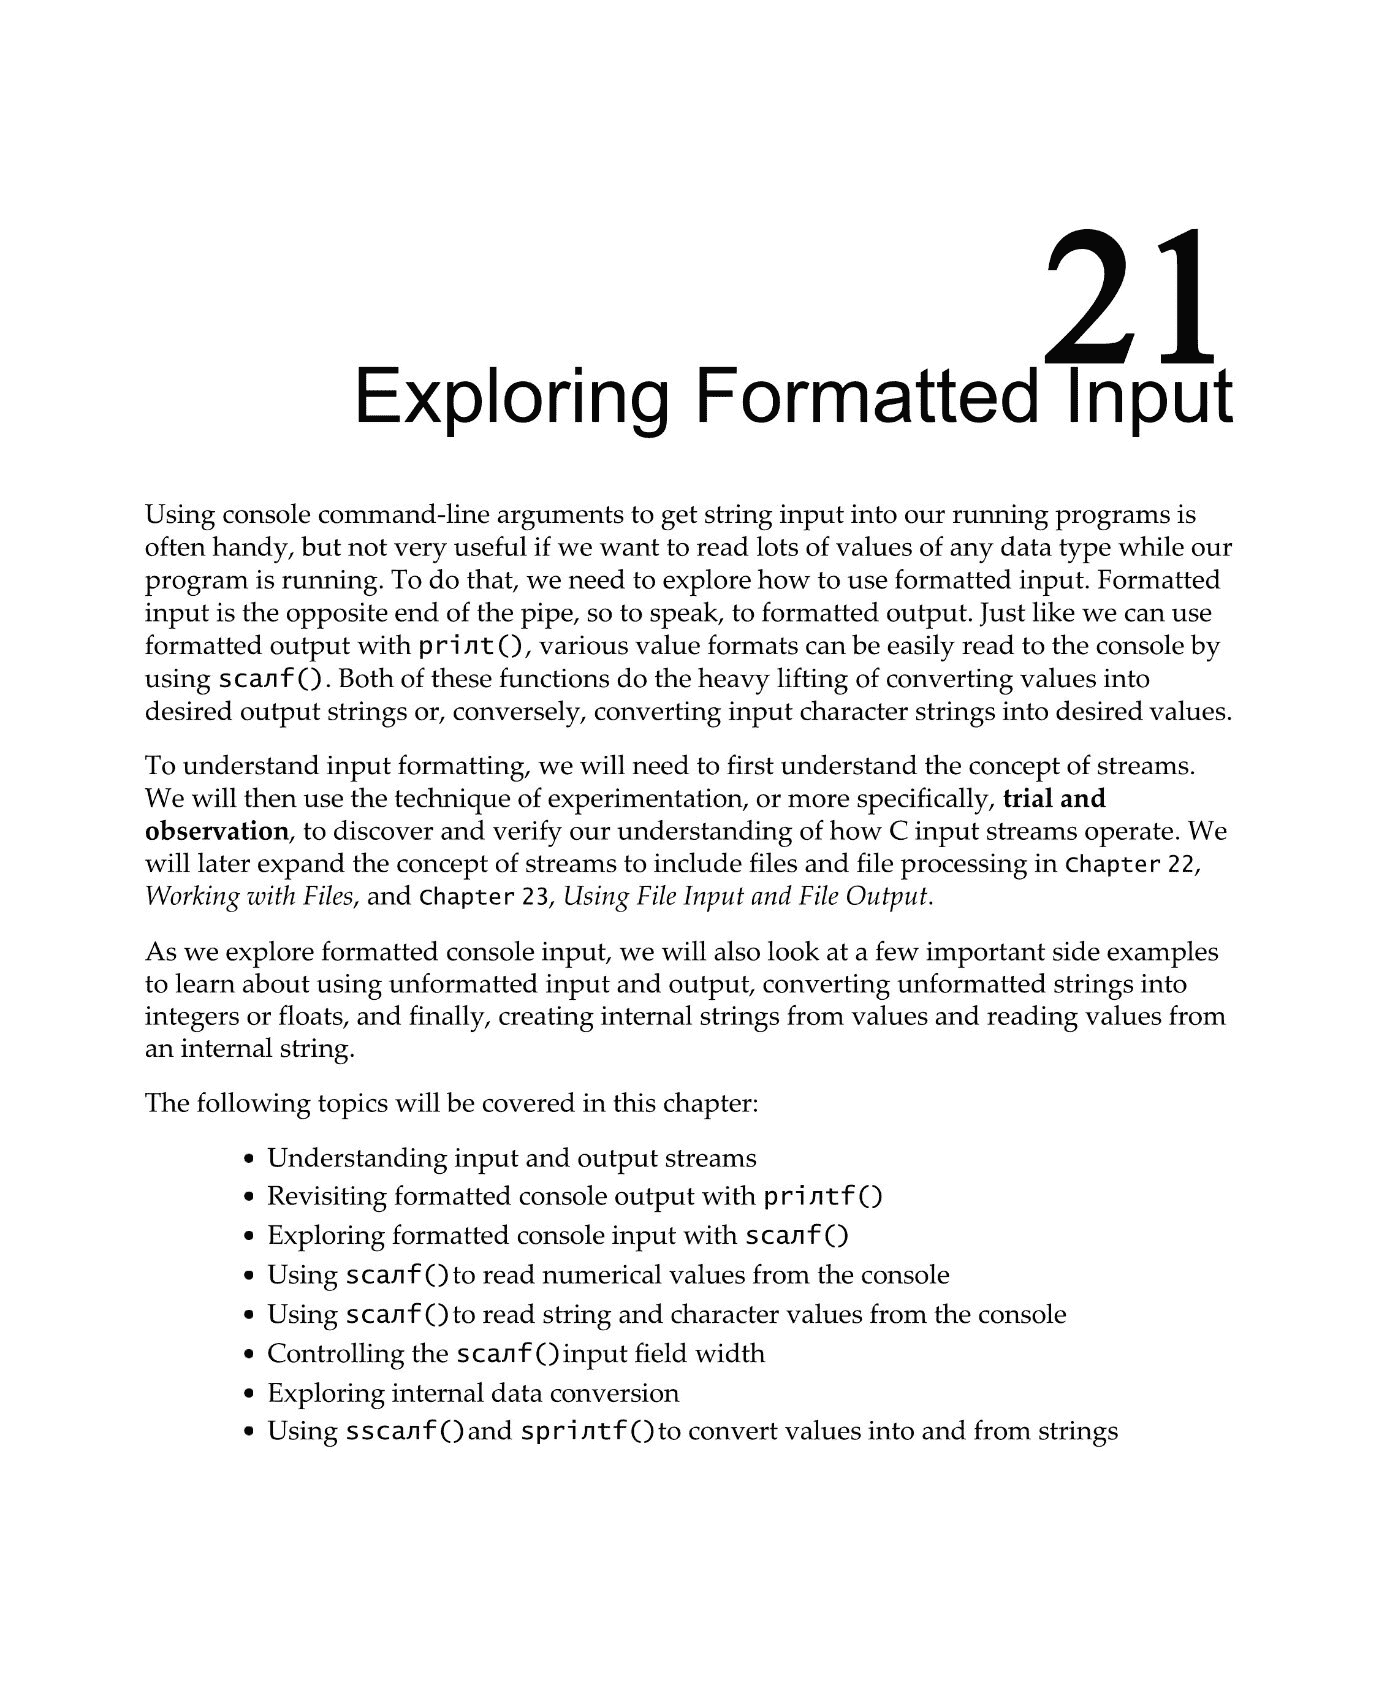 21
Exploring Formatted Input
Using console command-line arguments to get string input into our running programs is
often handy, but not very useful if we want to read lots of values of any data type while our
program is running. To do that, we need to explore how to use formatted input. Formatted
input is the opposite end of the pipe, so to speak, to formatted output. Just like we can use
formatted output with priлt(), various value formats can be easily read to the console by
using scaлf(). Both of these functions do the heavy lifting of converting values into
desired output strings or, conversely, converting input character strings into desired values.
To understand input formatting, we will need to first understand the concept of streams.
We will then use the technique of experimentation, or more specifically, trial and
observation, to discover and verify our understanding of how C input streams operate. We
will later expand the concept of streams to include files and file processing in Chapter 22,
Working with Files, and Chapter 23, Using File Input and File Output.
As we explore formatted console input, we will also look at a few important side examples
to learn about using unformatted input and output, converting unformatted strings into
integers or floats, and finally, creating internal strings from values and reading values from
an internal string.
The following topics will be covered in this chapter:
• Understanding input and output streams
• Revisiting formatted console output with priлtf()
• Exploring formatted console input with scaлf()
• Using scaлf()to read numerical values from the console
• Using scaлf()to read string and character values from the console
• Controlling the scaлf()input field width
• Exploring internal data conversion
• Using sscaлf()and spriлtf()to convert values into and from strings